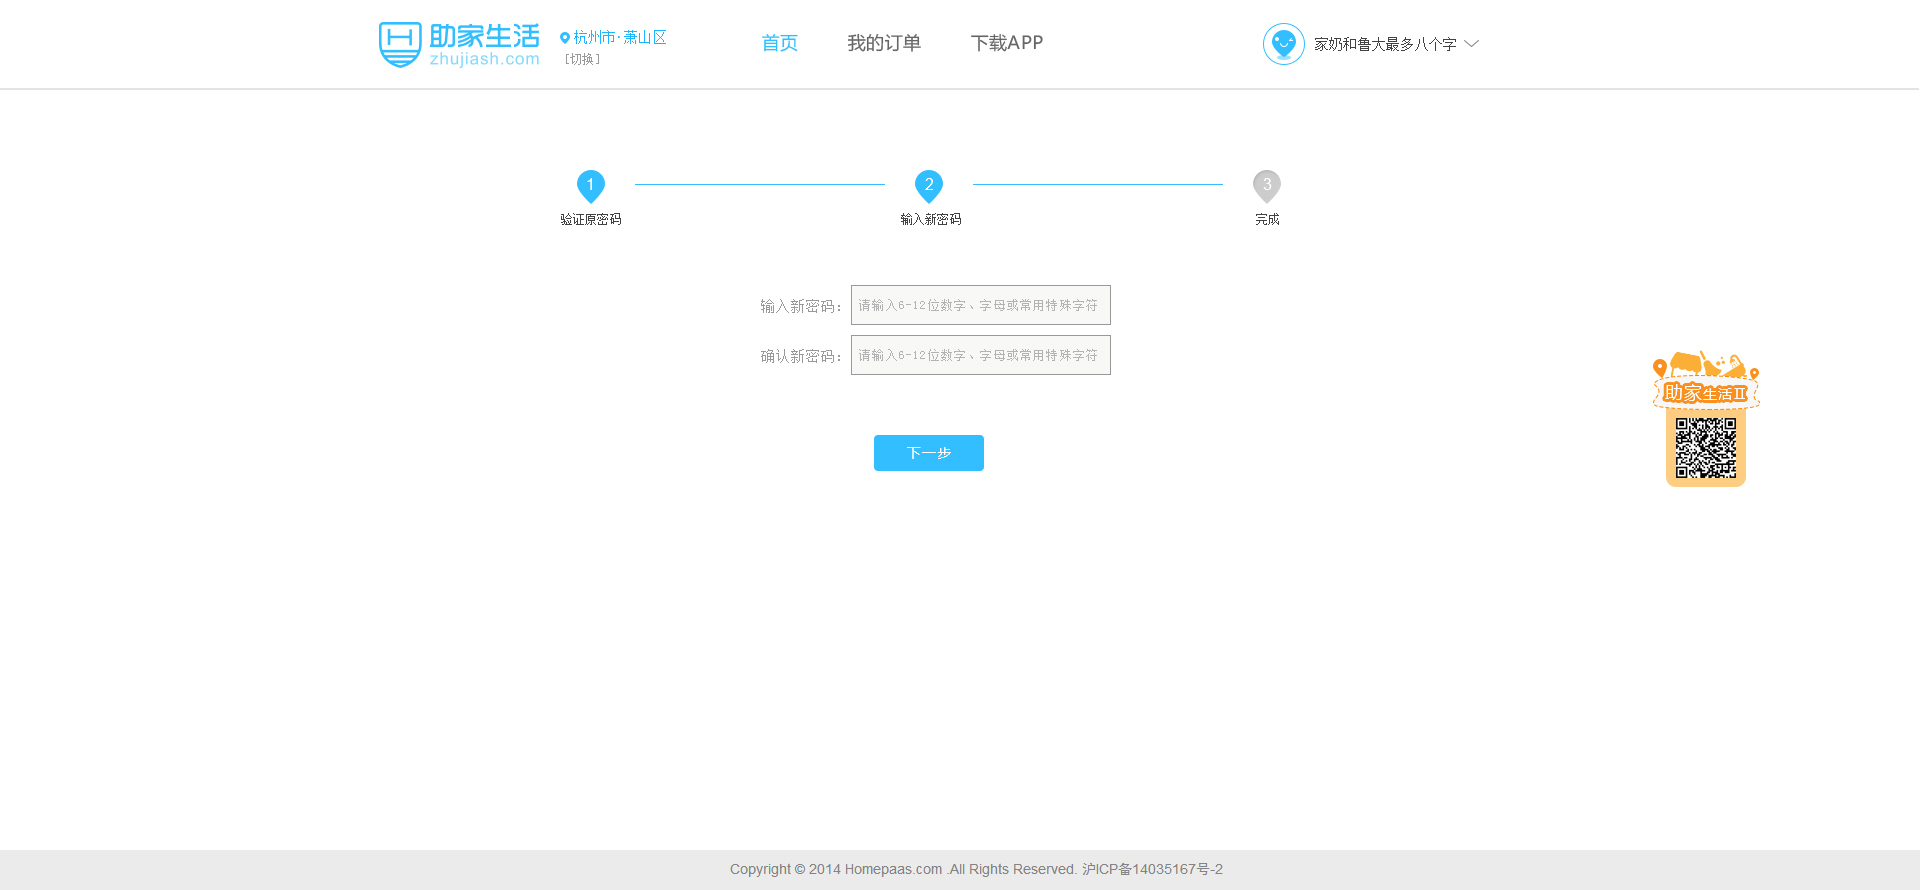 助家生活
zhujiash.com
杭州市·萧山区
[切换]
首页
我的订单
下载APP
家奶和鲁大最多八个字
1
2
3
验证原密码
输入新密码
完成
输入新密码：
请输入6-12位数字、字母或常用特殊字符
确认新密码：
请输入6-12位数字、字母或常用特殊字符
助家生活II
下一步
Copyright © 2014 Homepaas.com .All Rights Reserved. 沪ICP备14035167号-2